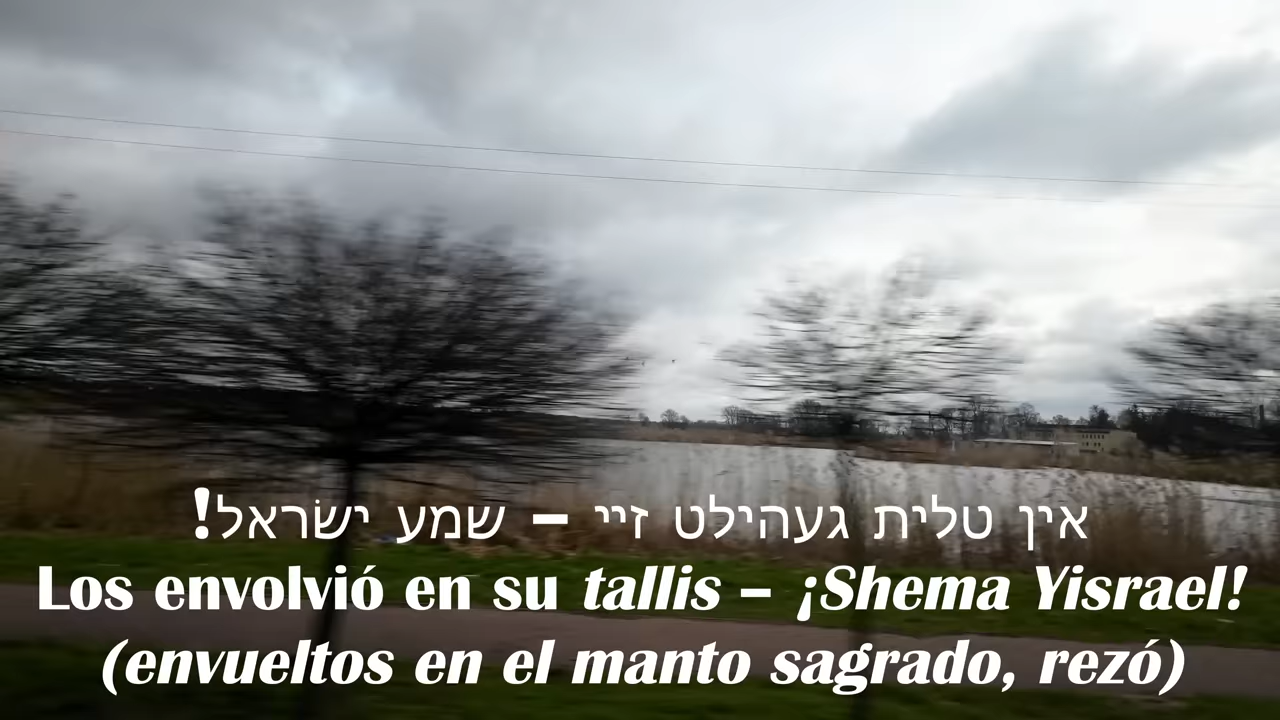 אין טלית געהילט זיי – שמע ישׂראל!
Los envolvió en su tallis – ¡Shema Yisrael!
(envueltos en el manto sagrado, rezó)